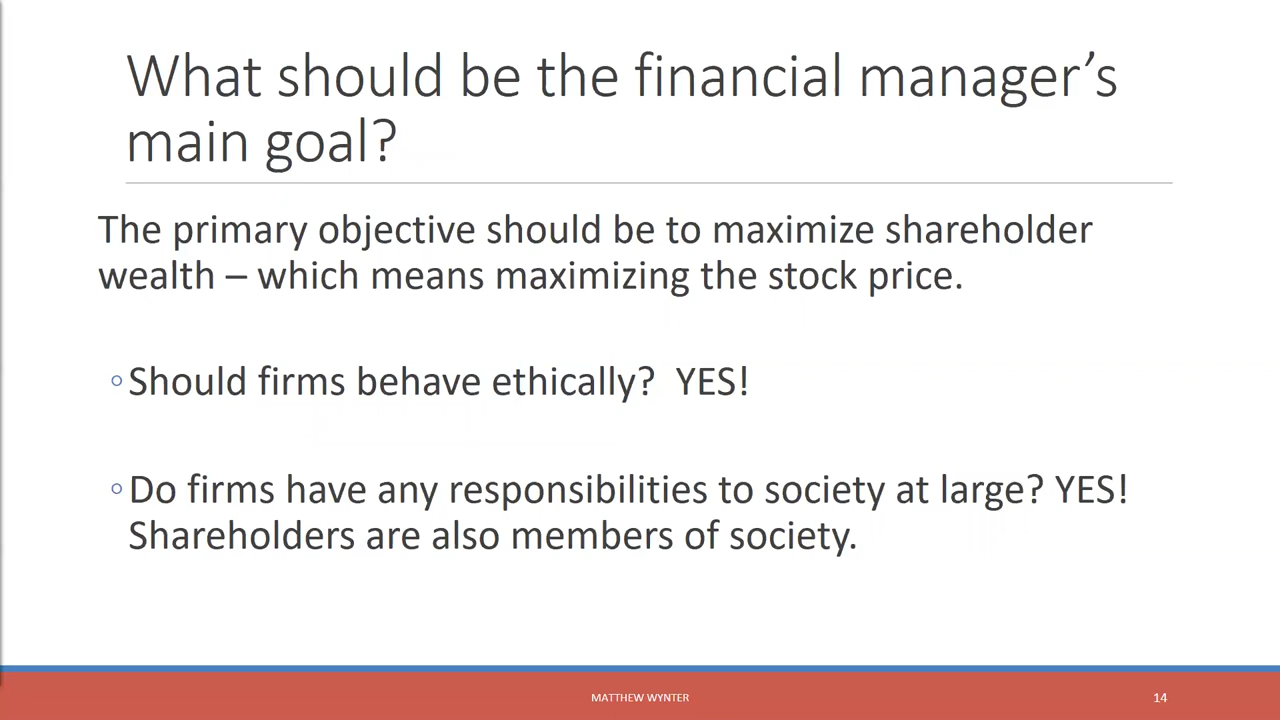 What should be the financial manager’s
main goal?
The primary objective should be to maximize shareholder
wealth – which means maximizing the stock price.
◦Should firms behave ethically?  YES!
◦Do firms have any responsibilities to society at large? YES!
Shareholders are also members of society.
MATTHEW WYNTER
14